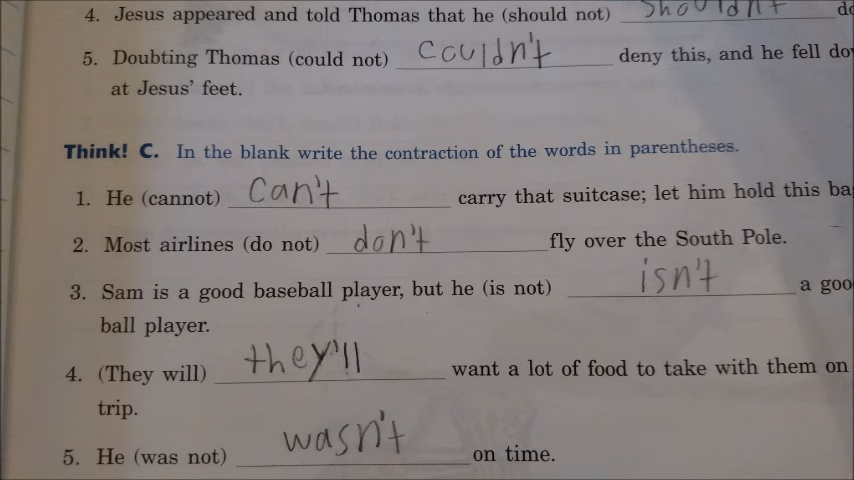 4. Jesus appeared and told Thomas that he (should not) shouldn't
5. Doubting Thomas (could not) couldn't deny this, and he fell
at Jesus' feet.
Think! C. In the blank write the contraction of the words in parentheses.
1. He (cannot) can't carry that suitcase; let him hold this
2. Most airlines (do not) don't fly over the South Pole.
3. Sam is a good baseball player, but he (is not) isn't a
ball player.
4. (They will) they'll want a lot of food to take with them on
trip.
5. He (was not) wasn't on time.